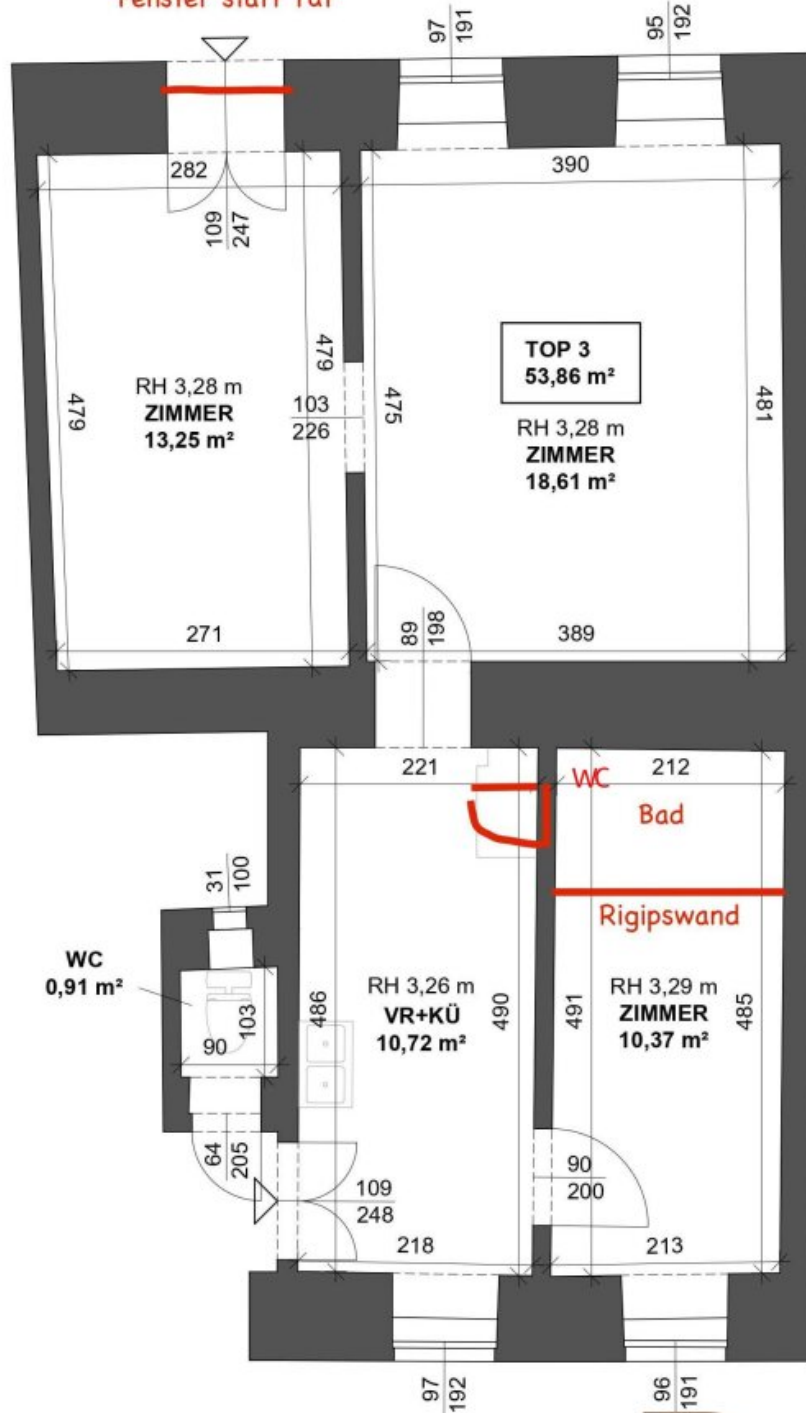 Fenster statt Tür
97
191
95
192
282
390
109
247
479
479
475
481
TOP 3
53,86 m²
RH 3,28 m
ZIMMER
13,25 m²
103
226
RH 3,28 m
ZIMMER
18,61 m²
271
89
198
389
221
WC
212
Bad
Rigipswand
31
100
WC
0,91 m²
103
90
486
RH 3,26 m
VR+KÜ
10,72 m²
490
491
RH 3,29 m
ZIMMER
10,37 m²
485
64
205
109
248
90
200
218
213
97
192
96
191